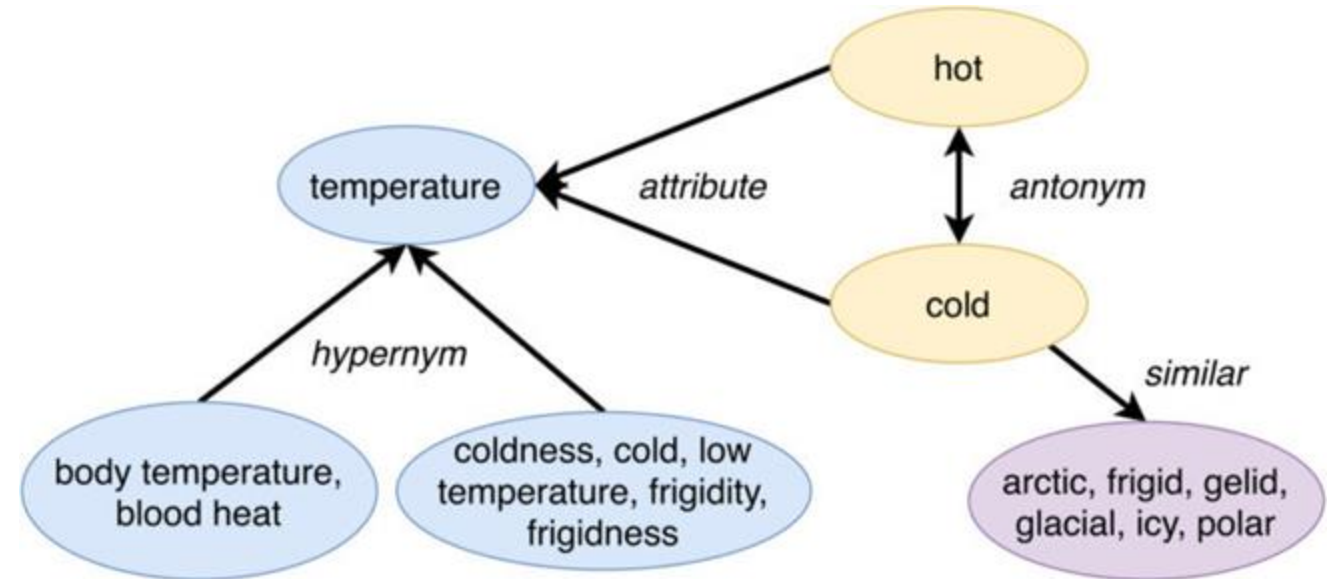 hot
temperature
attribute
antonym
cold
hypernym
similar
body temperature,
blood heat
coldness, cold, low
temperature, frigidity,
frigidness
arctic, frigid, gelid,
glacial, icy, polar